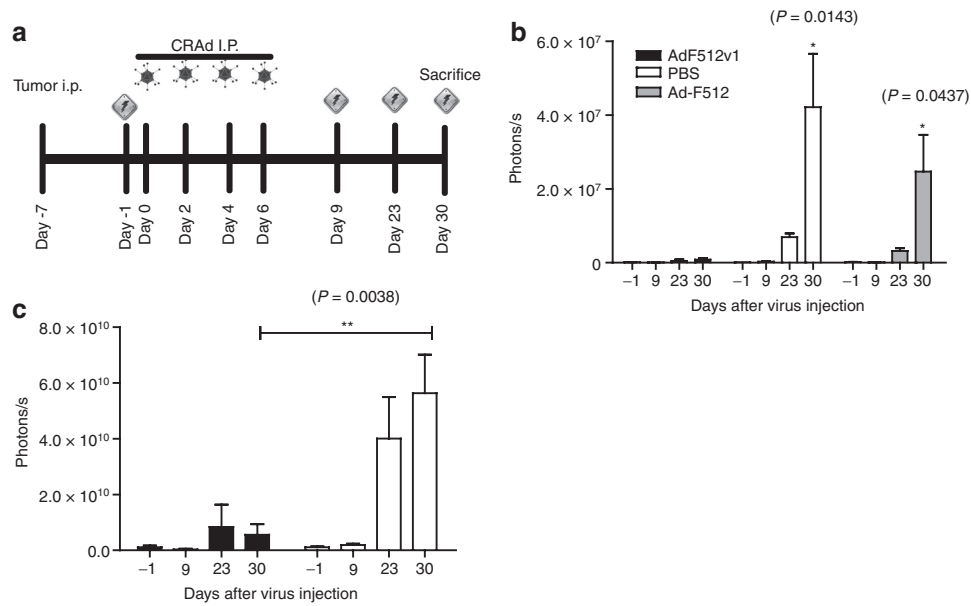 a
CRAd I.P.
Tumor i.p.
Sacrifice
Day -7
Day -1
Day 0
Day 2
Day 4
Day 6
Day 9
Day 23
Day 30
b
(P = 0.0143)
6.0 × 10⁷
4.0 × 10⁷
2.0 × 10⁷
0
Photons/s
AdF512v1
PBS
Ad-F512
*
(P = 0.0437)
*
−1 9 23 30 −1 9 23 30 −1 9 23 30
Days after virus injection
c
(P = 0.0038)
**
8.0 × 10¹⁰
6.0 × 10¹⁰
4.0 × 10¹⁰
2.0 × 10¹⁰
0.0
Photons/s
−1 9 23 30 −1 9 23 30
Days after virus injection